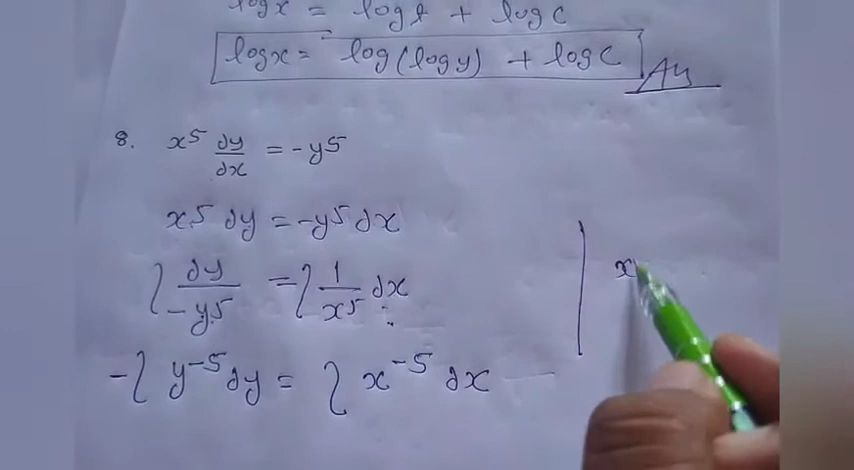 log x = log t + log c
log x = log(log y) + log c Ans
8. x⁵ dy/dx = -y⁵
x⁵ dy = -y⁵ dx
∫ dy/-y⁵ = ∫ 1/x⁵ dx
-∫ y⁻⁵ dy = ∫ x⁻⁵ dx
x